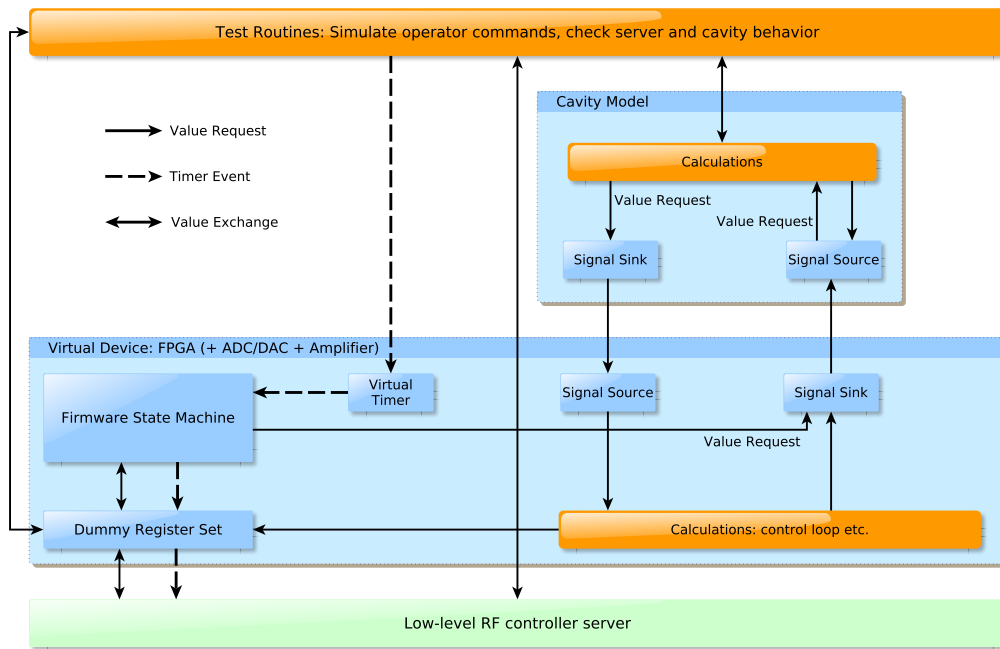 Test Routines: Simulate operator commands, check server and cavity behavior
Value Request
Timer Event
Value Exchange
Cavity Model
Calculations
Value Request
Value Request
Signal Sink
Signal Source
Virtual Device: FPGA (+ ADC/DAC + Amplifier)
Firmware State Machine
Virtual
Timer
Signal Source
Signal Sink
Value Request
Dummy Register Set
Calculations: control loop etc.
Low-level RF controller server